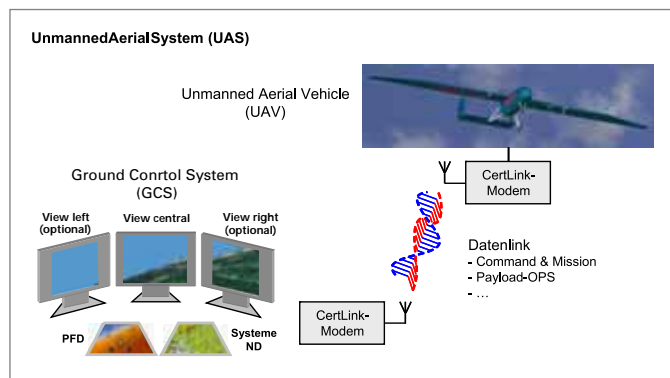 UnmannedAerialSystem (UAS)
Unmanned Aerial Vehicle
(UAV)
CertLink-
Modem
Ground Conrtol System
(GCS)
View left
(optional)
View central
View right
(optional)
Datenlink
- Command & Mission
- Payload-OPS
- ...
PFD
Systeme
ND
CertLink-
Modem